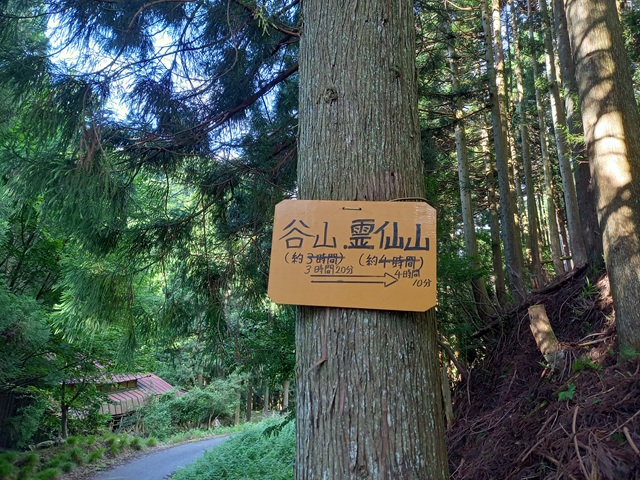 谷山 霊仙山
(約3時間) (約4時間)
3時間20分 4時間
10分